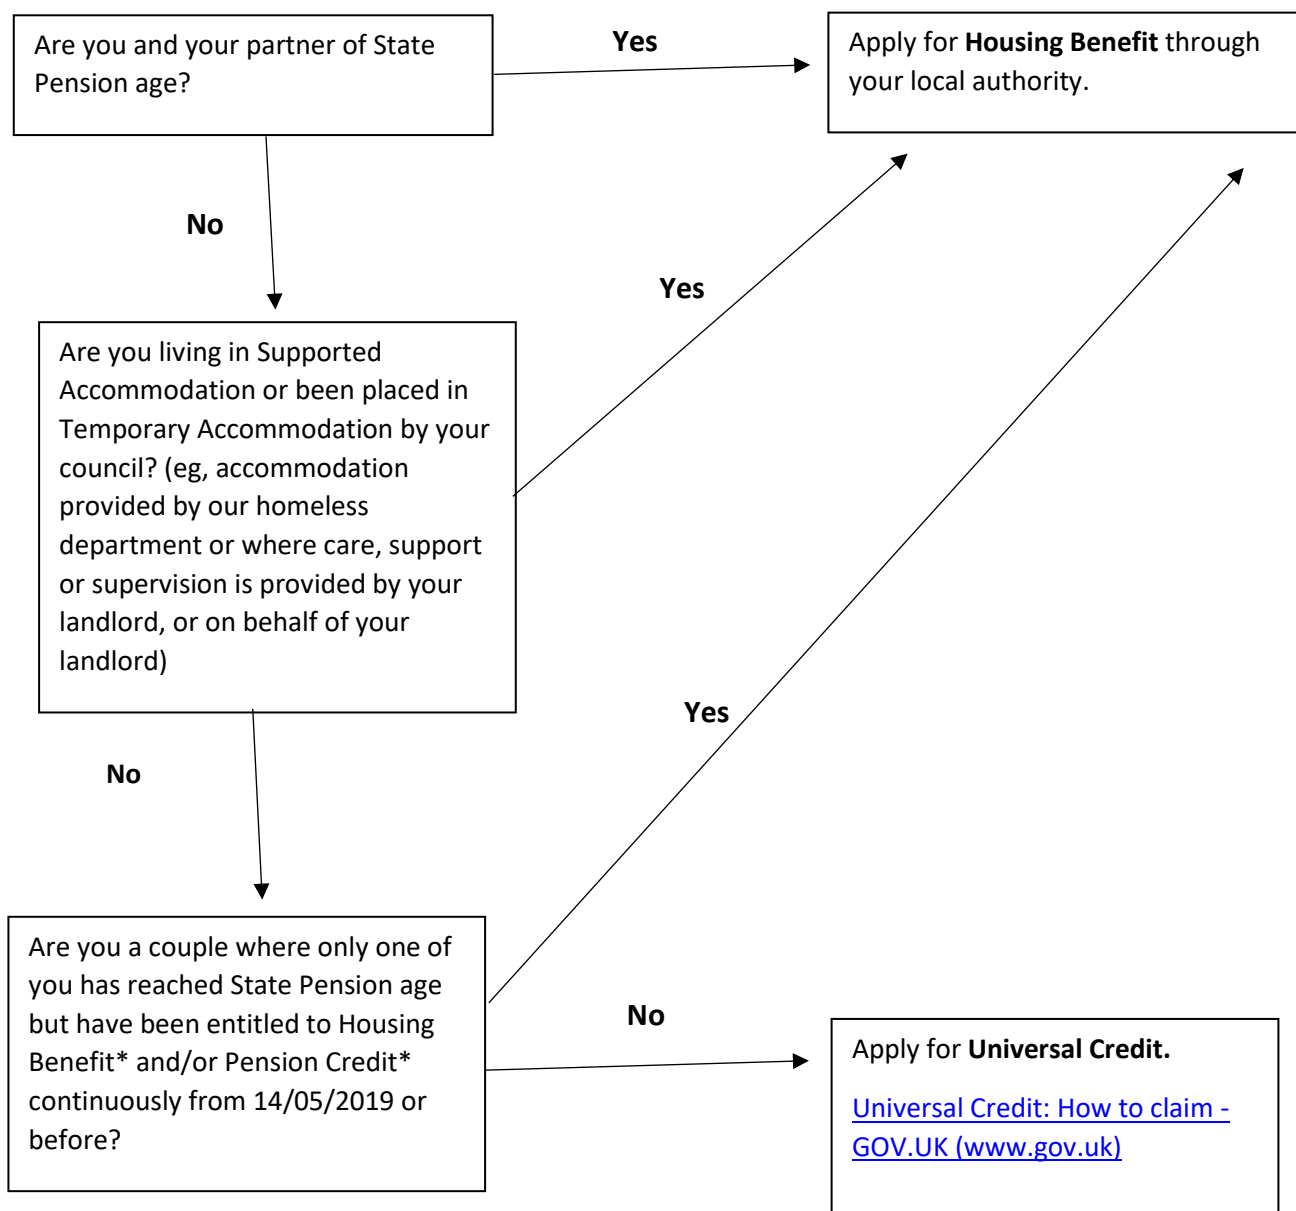 Are you and your partner of State
Pension age?
Yes
Apply for Housing Benefit through
your local authority.
No
Yes
Are you living in Supported
Accommodation or been placed in
Temporary Accommodation by your
council? (eg, accommodation
provided by our homeless
department or where care, support
or supervision is provided by your
landlord, or on behalf of your
landlord)
Yes
No
Are you a couple where only one of
you has reached State Pension age
but have been entitled to Housing
Benefit* and/or Pension Credit*
continuously from 14/05/2019 or
before?
No
Apply for Universal Credit.
Universal Credit: How to claim -
GOV.UK (www.gov.uk)